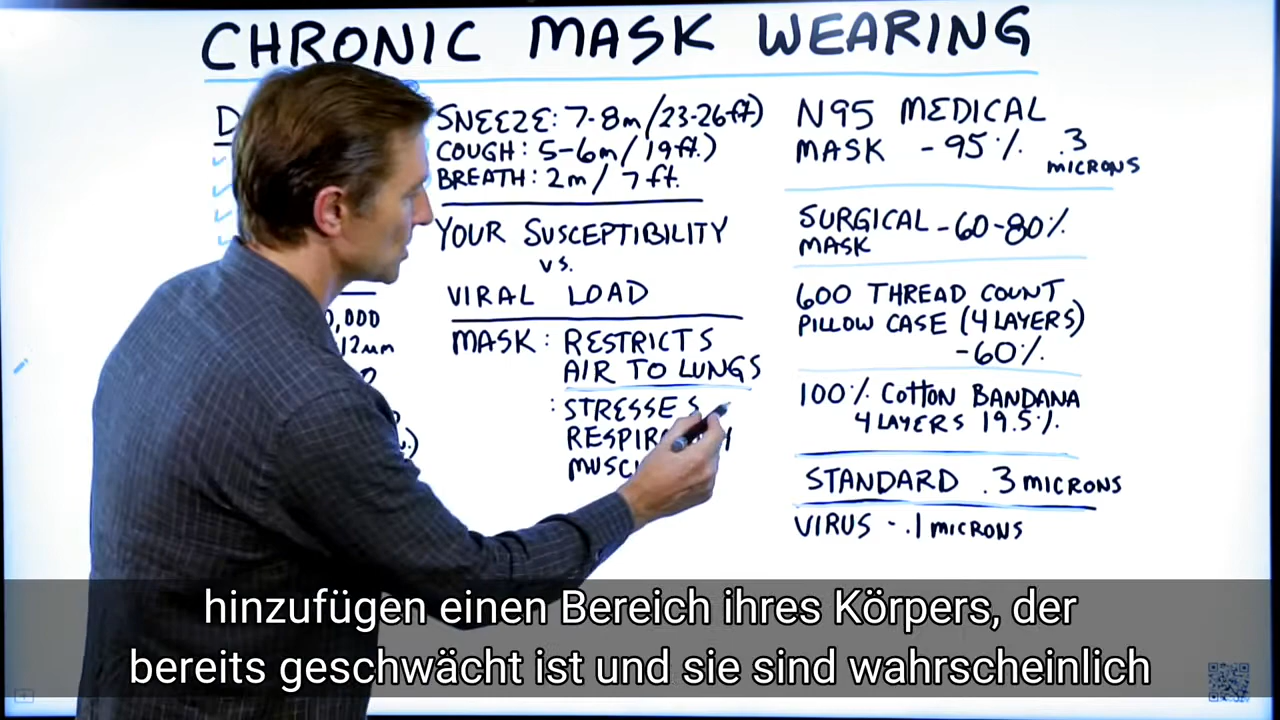 CHRONIC MASK WEARING
D
0,000
12µm
SNEEZE: 7-8m/(23-26ft)
COUGH: 5-6m/(19ft.)
BREATH: 2m/ 7ft.
YOUR SUSCEPTIBILITY
vs.
VIRAL LOAD
MASK: RESTRICTS
AIR TO LUNGS
: STRESSES
N95 MEDICAL
MASK - 95% .3
MICRONS
SURGICAL - 60-80%
MASK
600 THREAD COUNT
PILLOW CASE (4 LAYERS)
- 60%.
100% COTTON BANDANA
4 LAYERS 19.5%.
STANDARD .3 MICRONS
VIRUS - .1 MICRONS
hinzufügen einen Bereich ihres Körpers, der
bereits geschwächt ist und sie sind wahrscheinlich